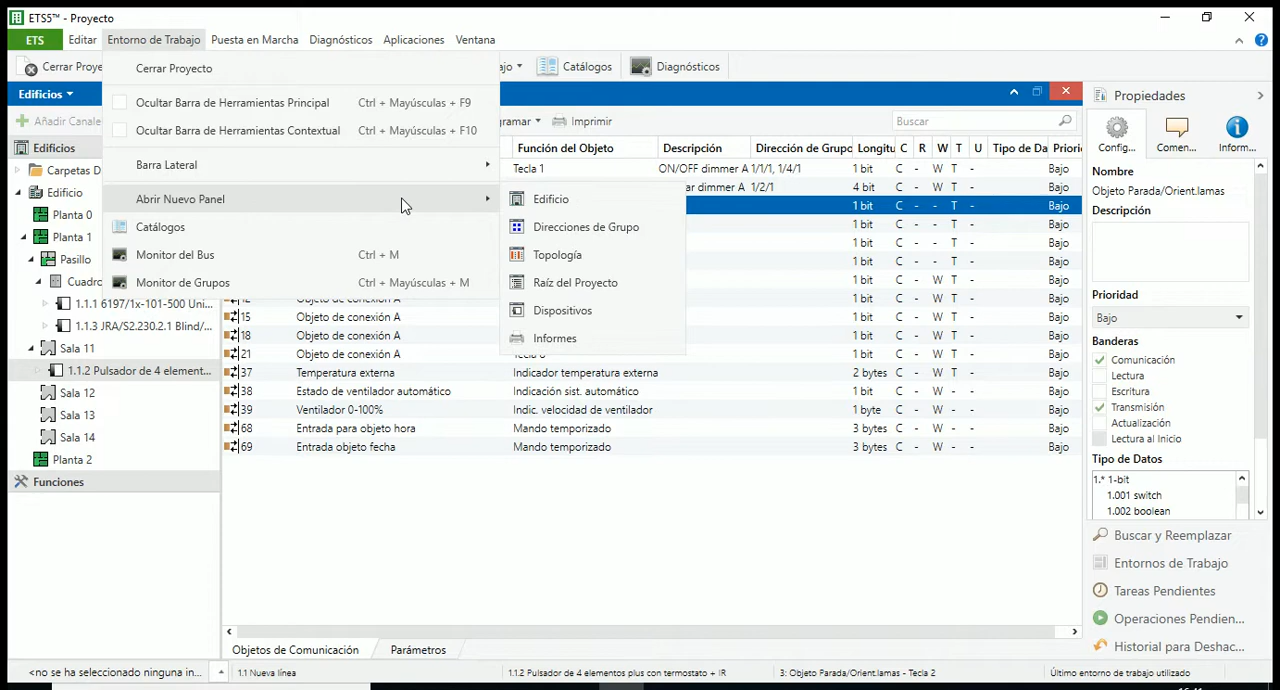 ETS5™ - Proyecto
ETS Editar Entorno de Trabajo Puesta en Marcha Diagnósticos Aplicaciones Ventana
Cerrar Proye
jo Catálogos Diagnósticos
Edificios
Añadir Canale
gramar Imprimir Buscar
Cerrar Proyecto
Ocultar Barra de Herramientas Principal Ctrl + Mayúsculas + F9
Ocultar Barra de Herramientas Contextual Ctrl + Mayúsculas + F10
Barra Lateral
Abrir Nuevo Panel
Catálogos
Monitor del Bus Ctrl + M
Monitor de Grupos Ctrl + Mayúsculas + M
Edificio
Direcciones de Grupo
Topología
Raíz del Proyecto
Dispositivos
Informes
Edificios
Carpetas D
Edificio
Planta 0
Planta 1
Pasillo
Cuadro
1.1.1 6197/1x-101-500 Uni...
1.1.3 JRA/S2.230.2.1 Blind/...
Sala 11
1.1.2 Pulsador de 4 element...
Sala 12
Sala 13
Sala 14
Planta 2
Funciones
Función del Objeto Descripción Dirección de Grupo Longitu C R W T U Tipo de Da Priori
Tecla 1 ON/OFF dimmer A 1/1/1, 1/4/1 1 bit C - W T - Bajo
ar dimmer A 1/2/1 4 bit C - W T - Bajo
1 bit C - - T - Bajo
1 bit C - W T - Bajo
1 bit C - W T - Bajo
1 bit C - W T - Bajo
1 bit C - W T - Bajo
Objeto de conexión A 1 bit C - W T - Bajo
15 Objeto de conexión A 1 bit C - W T - Bajo
18 Objeto de conexión A 1 bit C - W T - Bajo
21 Objeto de conexión A 1 bit C - W T - Bajo
37 Temperatura externa Indicador temperatura externa 2 bytes C - W T - Bajo
38 Estado de ventilador automático Indicación sist. automático 1 bit C - W - - Bajo
39 Ventilador 0-100% Indic. velocidad de ventilador 1 byte C - W - - Bajo
68 Entrada para objeto hora Mando temporizado 3 bytes C - W - - Bajo
69 Entrada objeto fecha Mando temporizado 3 bytes C - W - - Bajo
Objetos de Comunicación Parámetros
Propiedades
Config... Comen... Inform...
Nombre
Objeto Parada/Orient.lamas
Descripción
Prioridad
Bajo
Banderas
Comunicación
Lectura
Escritura
Transmisión
Actualización
Lectura al Inicio
Tipo de Datos
1.* 1-bit
1.001 switch
1.002 boolean
Buscar y Reemplazar
Entornos de Trabajo
Tareas Pendientes
Operaciones Pendien...
Historial para Deshac...
<no se ha seleccionado ninguna in... 1.1 Nueva línea 1.1.2 Pulsador de 4 elementos plus con termostato + IR 3: Objeto Parada/Orient.lamas - Tecla 2 Último entorno de trabajo utilizado